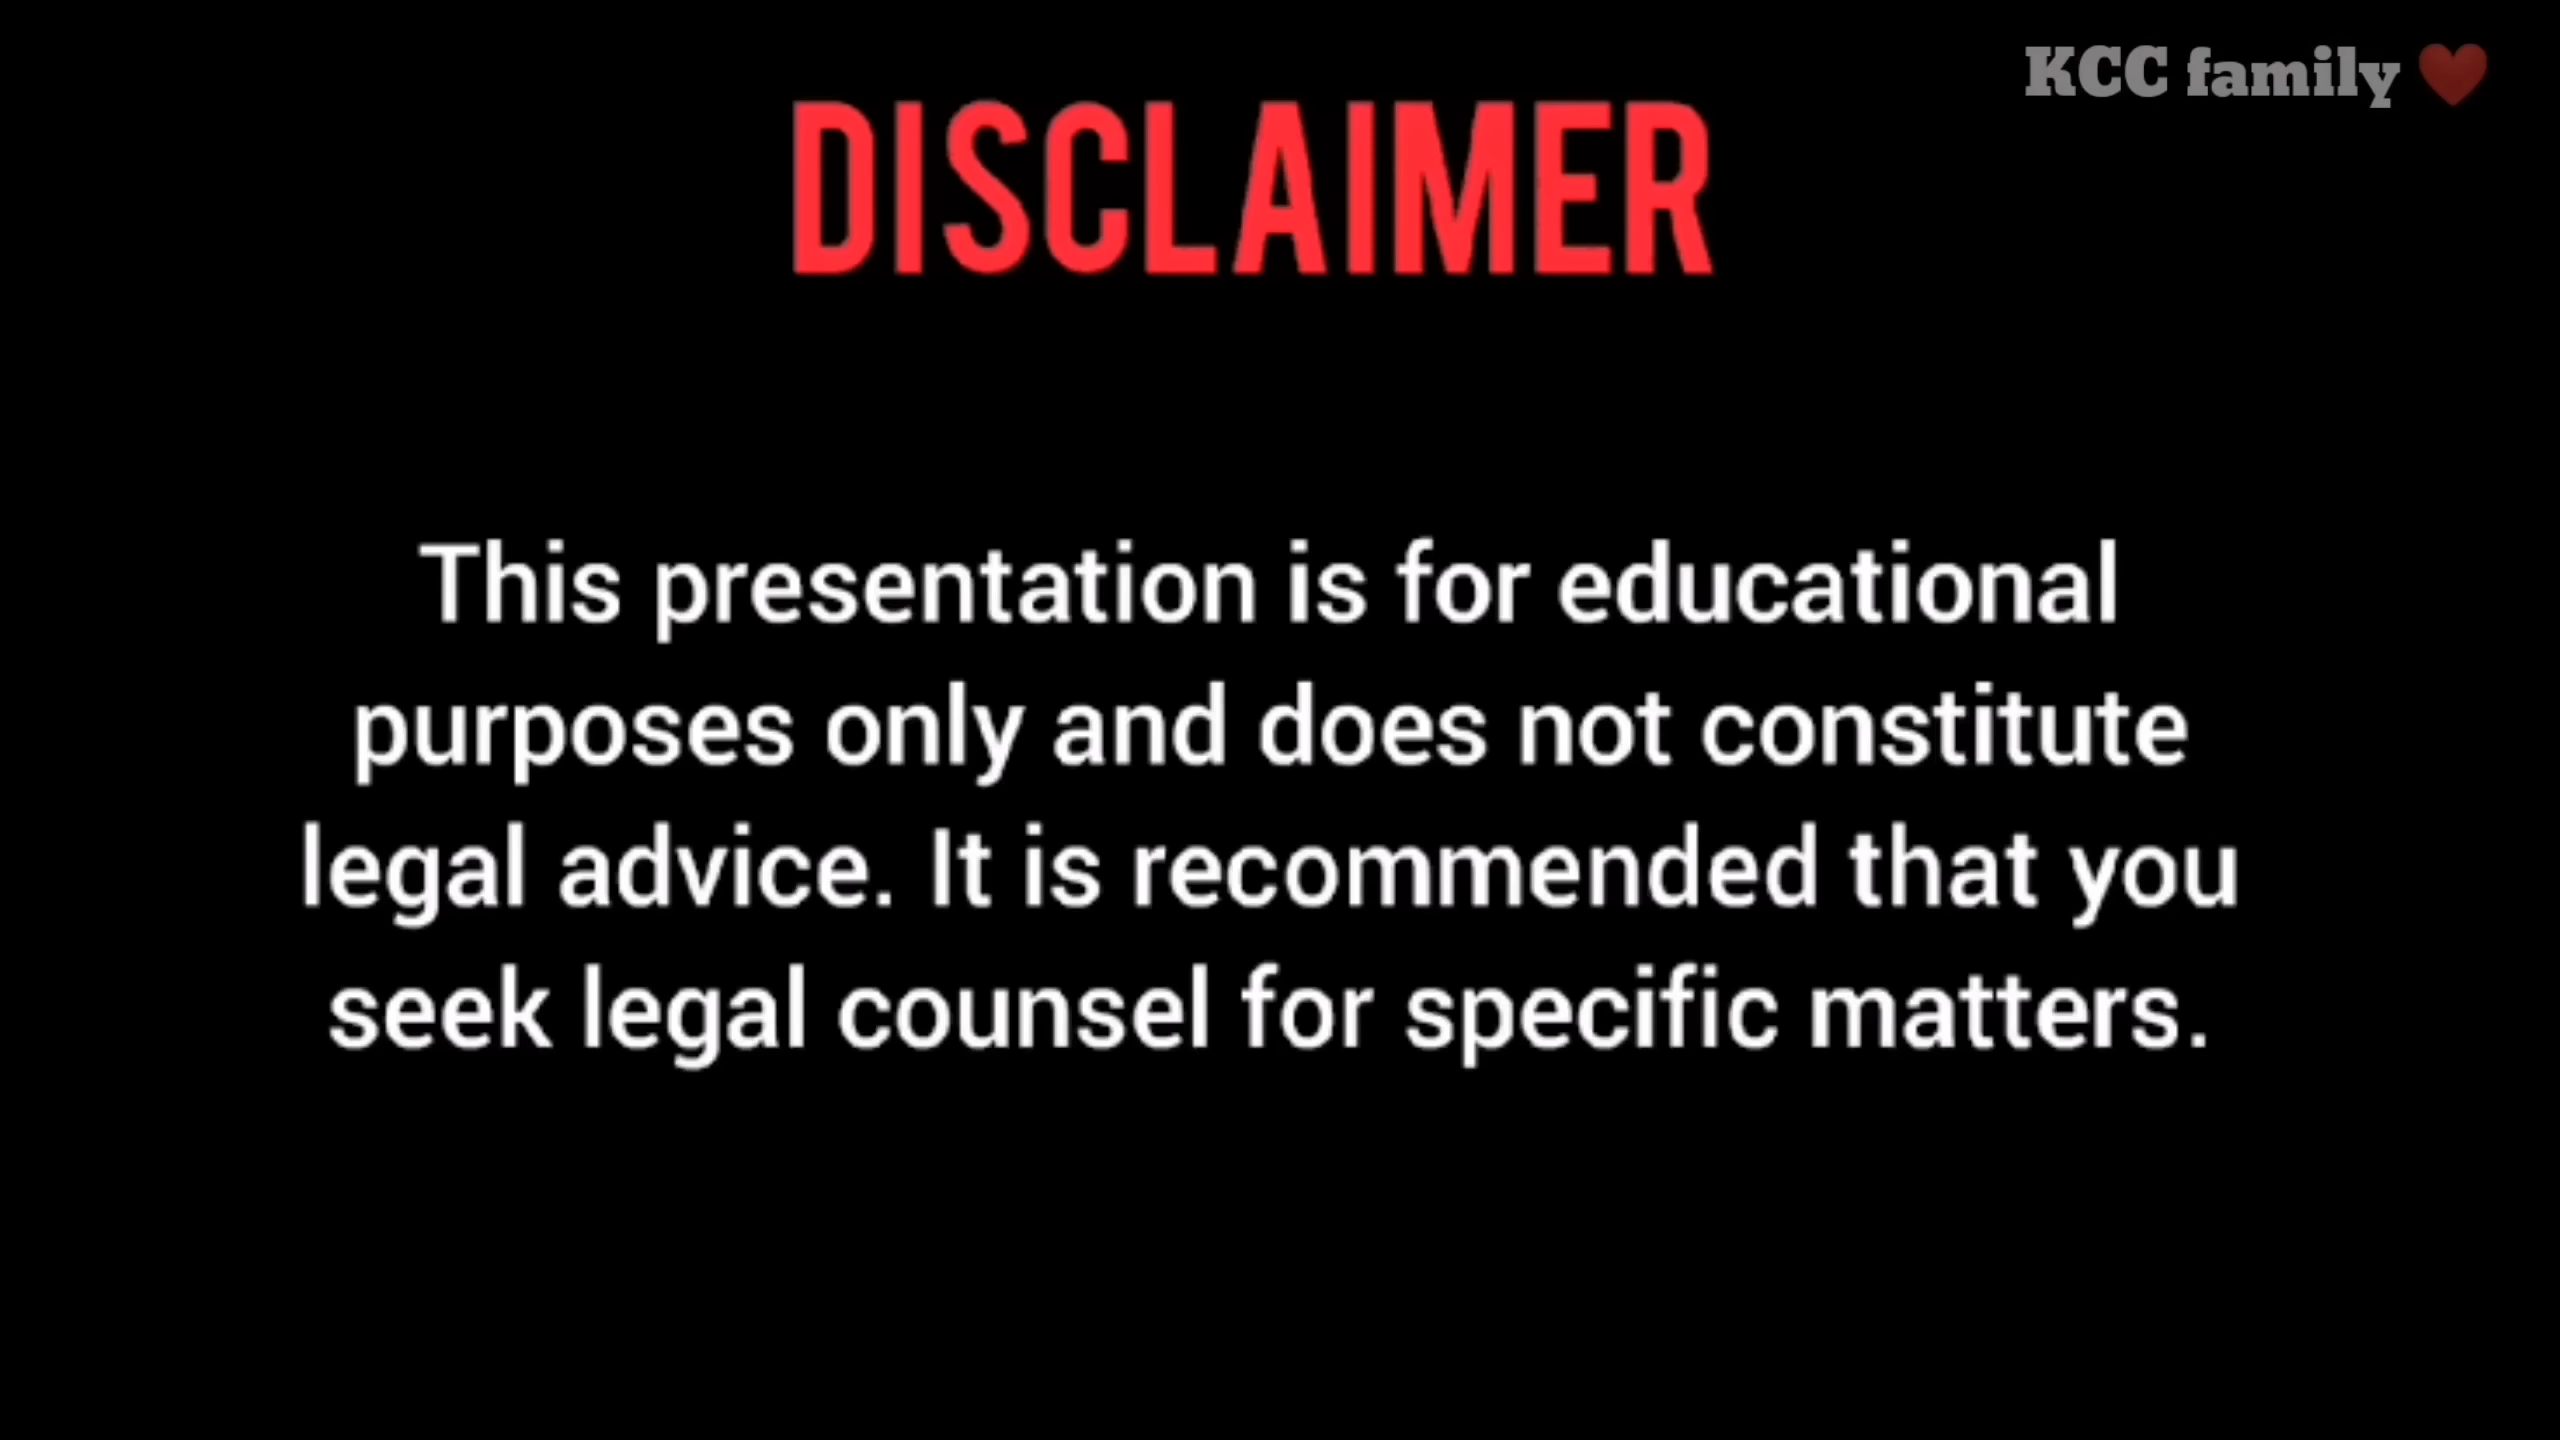 KCC family ❤
DISCLAIMER
This presentation is for educational
purposes only and does not constitute
legal advice. It is recommended that you
seek legal counsel for specific matters.